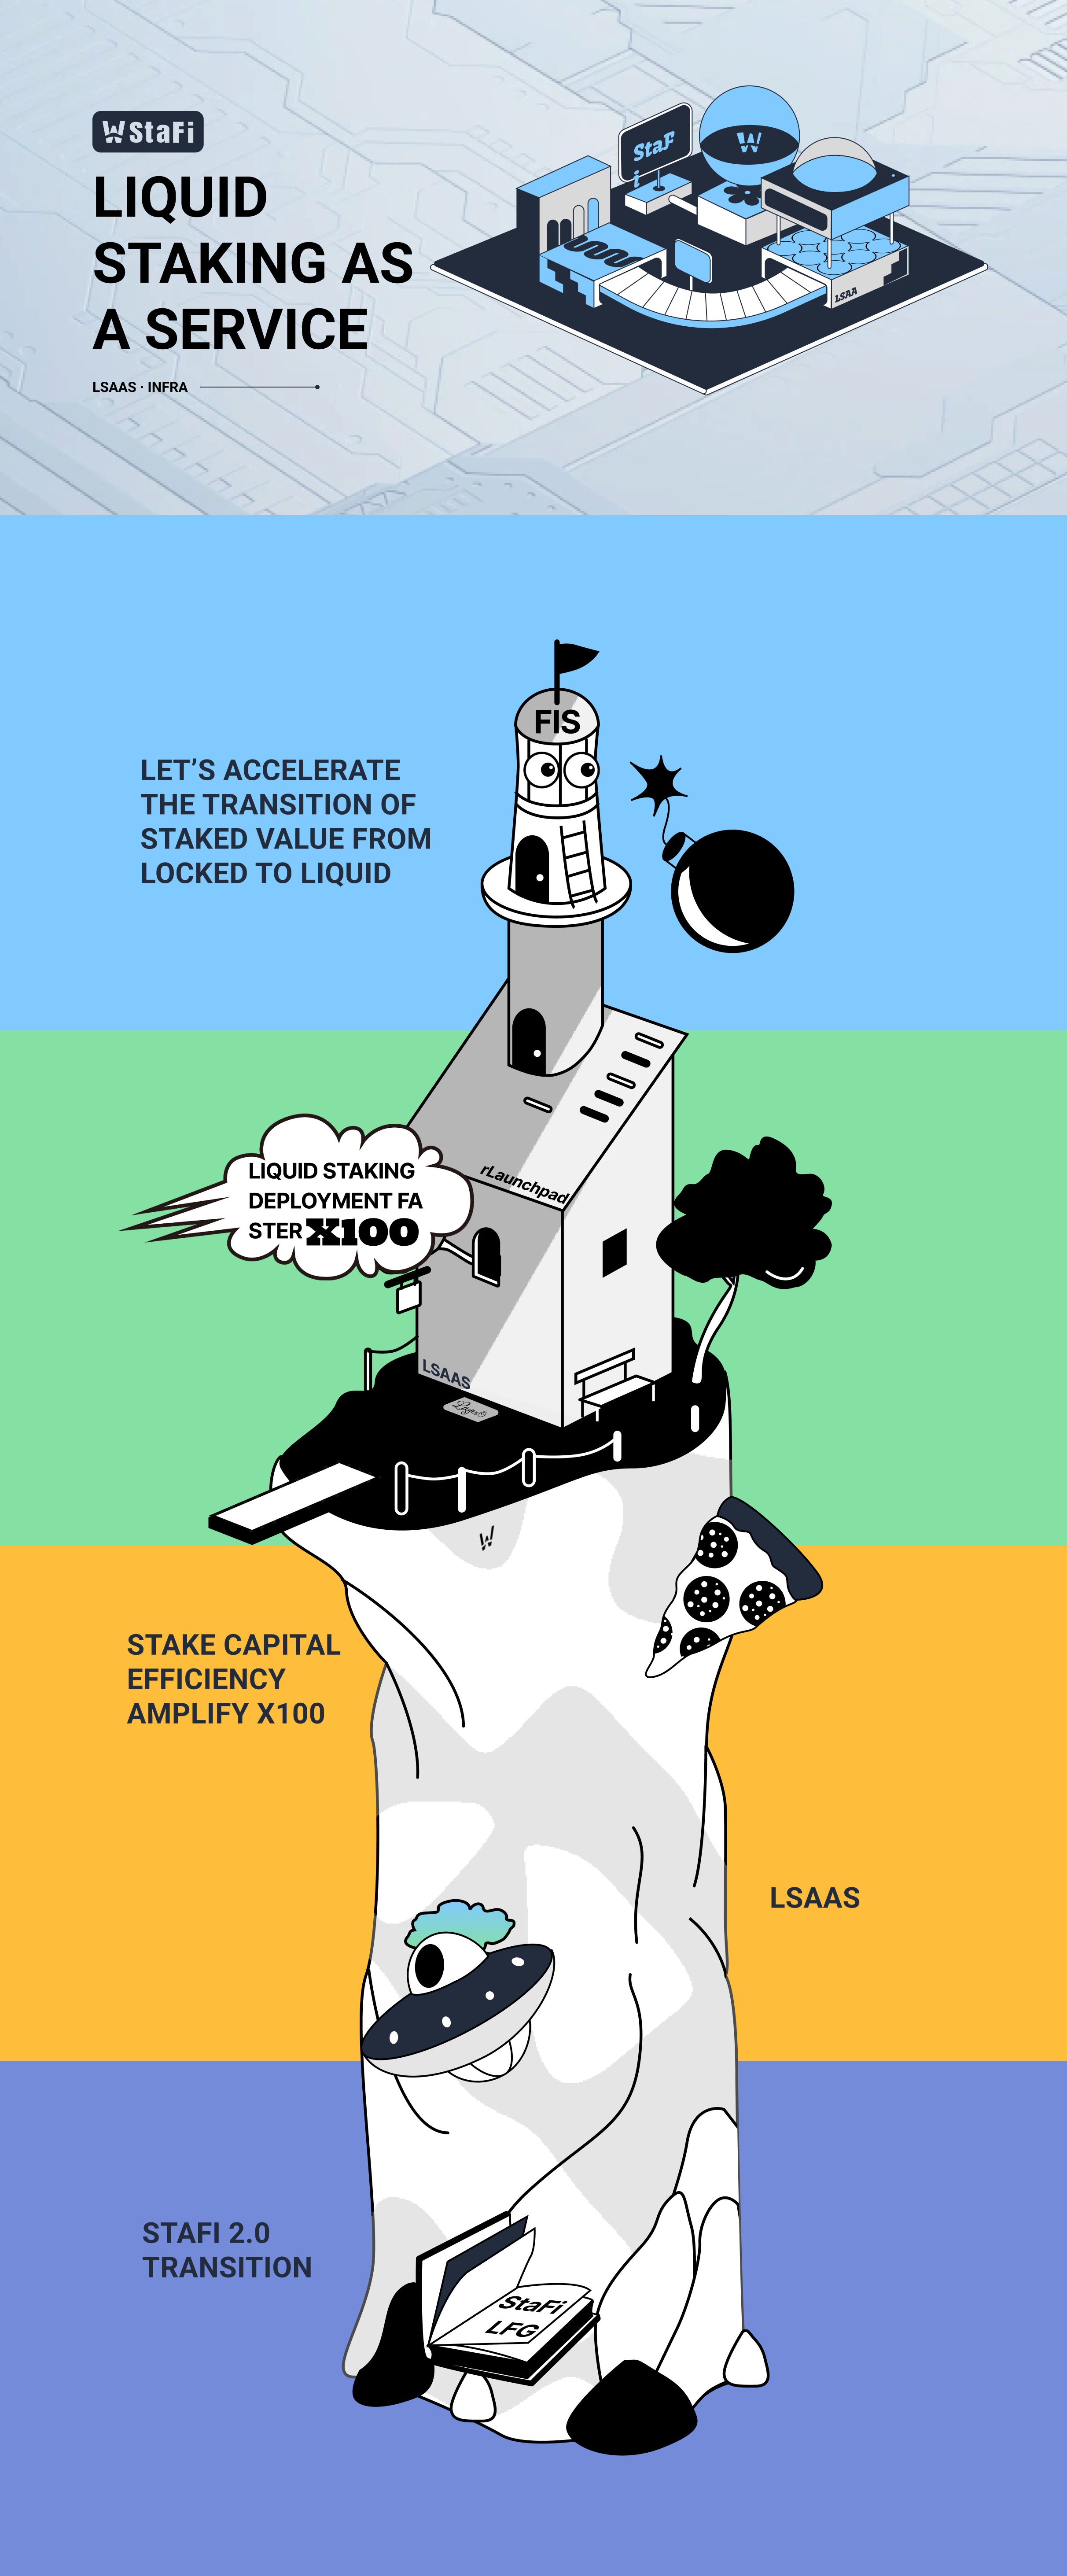 StaFi
LIQUID
STAKING AS
A SERVICE
LSAAS · INFRA
StaF
i
LSAA
FIS
LET’S ACCELERATE
THE TRANSITION OF
STAKED VALUE FROM
LOCKED TO LIQUID
LIQUID STAKING
DEPLOYMENT FA
STER X100
rLaunchpad
LSAAS
STAKE CAPITAL
EFFICIENCY
AMPLIFY X100
LSAAS
STAFI 2.0
TRANSITION
StaFi
LFG